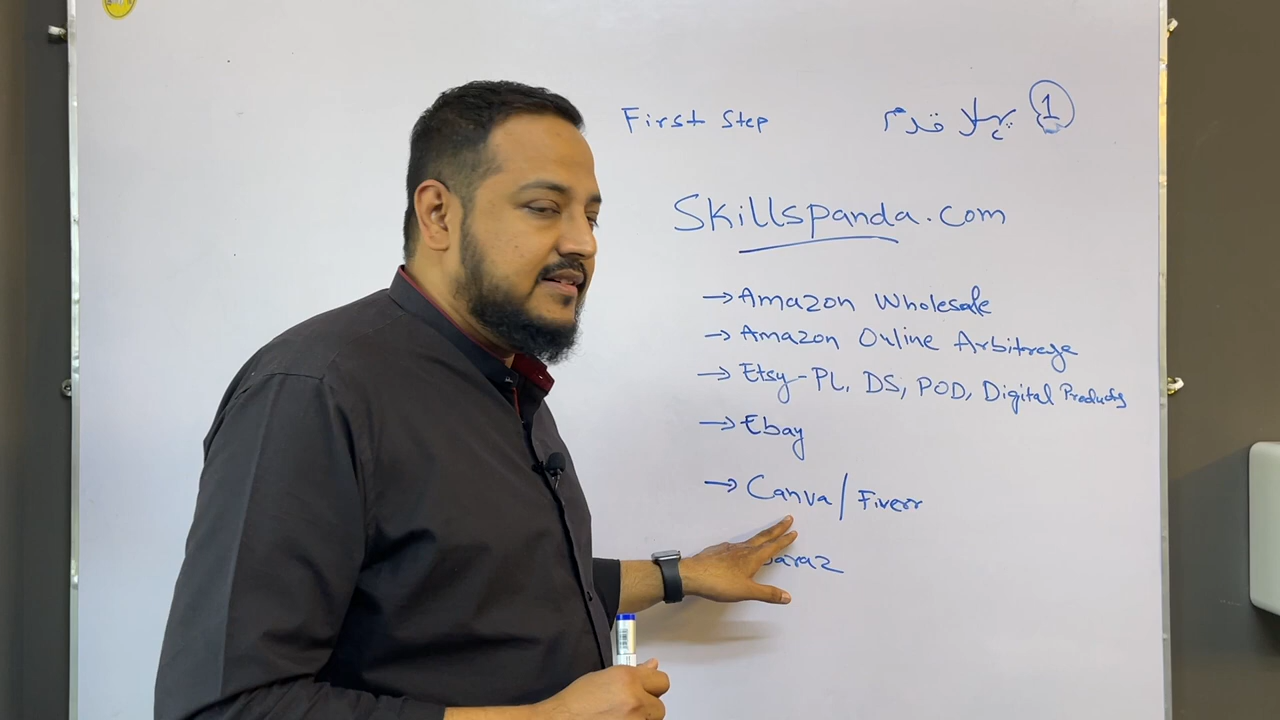 First Step پہلا قدم 1
Skillspanda.com
→ Amazon Wholesale
→ Amazon Online Arbitrage
→ Etsy-PL, DS, POD, Digital Products
→ Ebay
→ Canva / Fiverr